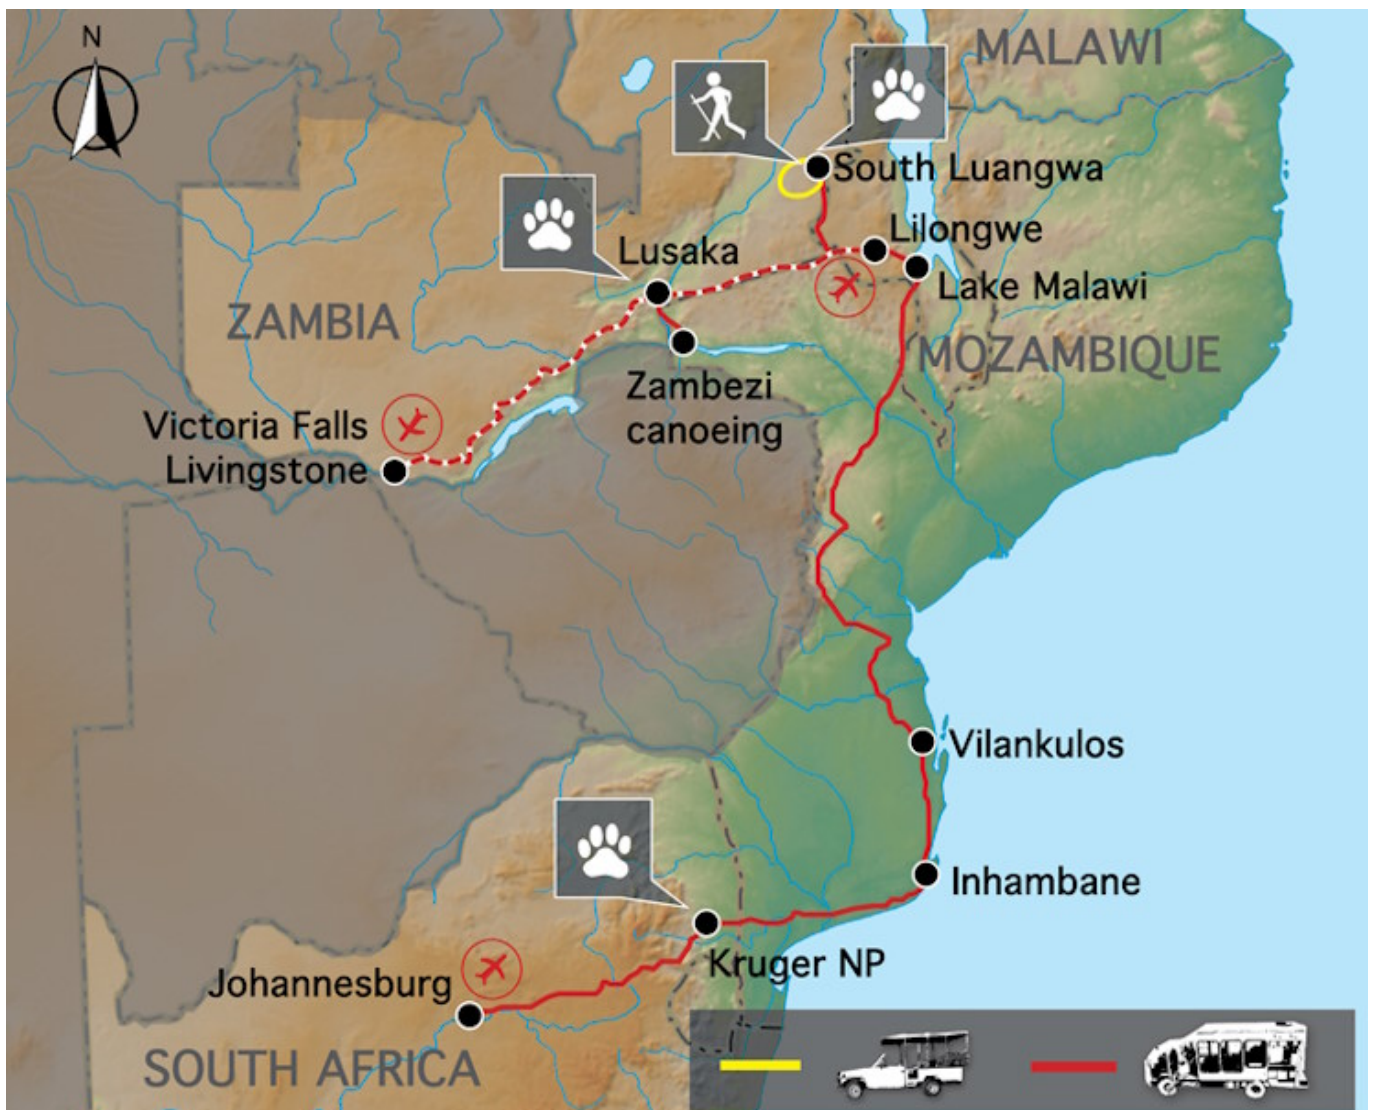 N
MALAWI
South Luangwa
Lilongwe
Lusaka
Lake Malawi
ZAMBIA
MOZAMBIQUE
Zambezi
canoeing
Victoria Falls
Livingstone
Vilankulos
Inhambane
Kruger NP
Johannesburg
SOUTH AFRICA